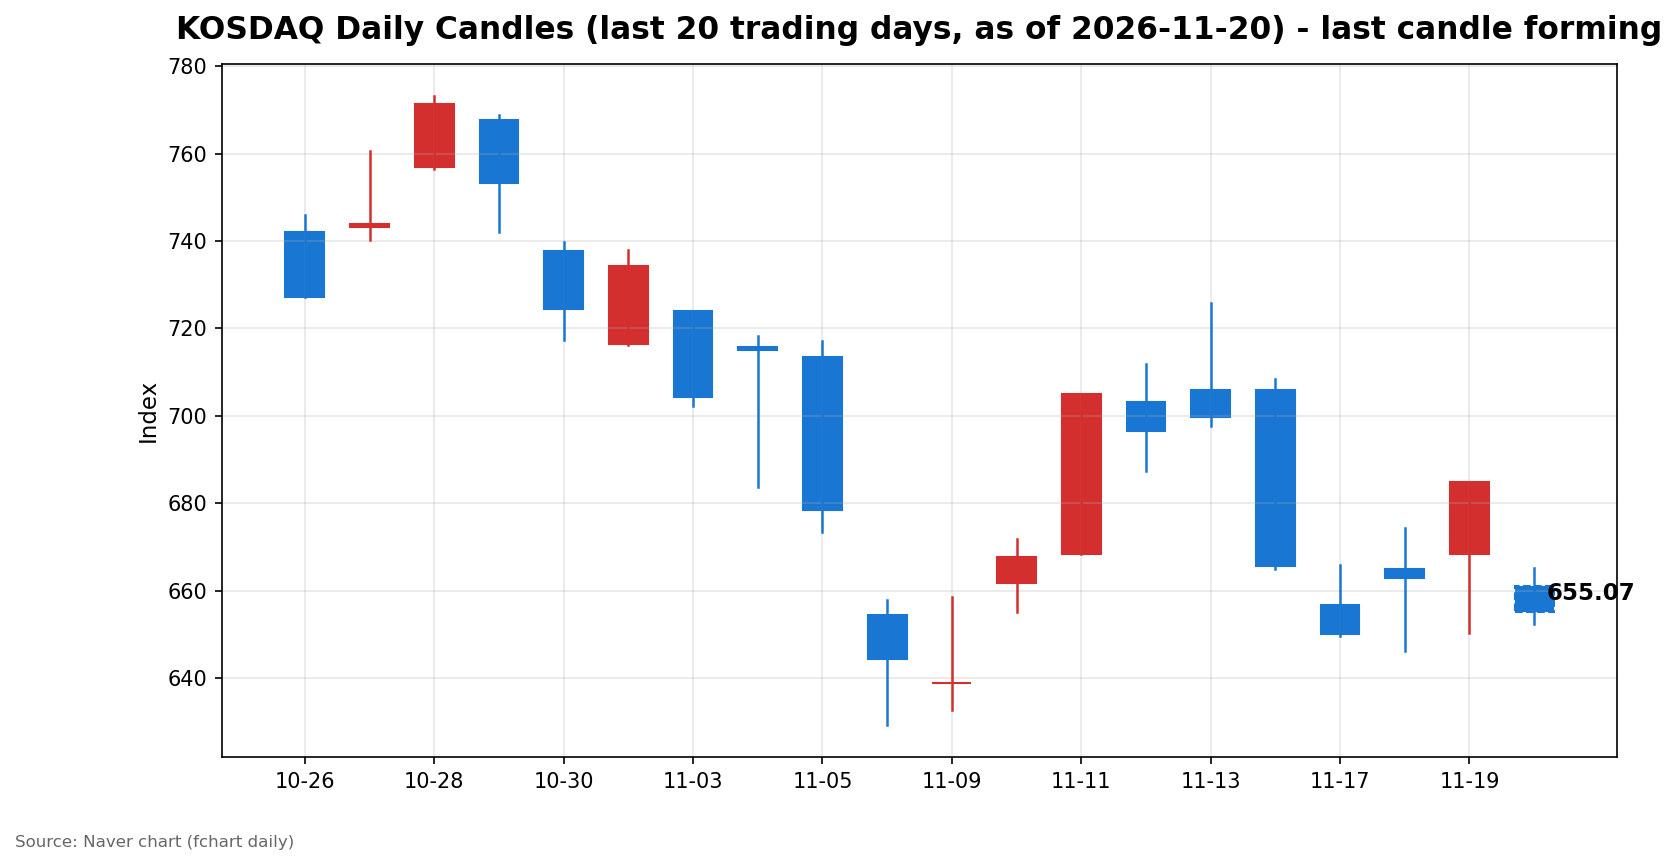 KOSDAQ Daily Candles (last 20 trading days, as of 2026-11-20) - last candle forming
780
760
740
720
700
680
660
640
Index
655.07
10-26 10-28 10-30 11-03 11-05 11-09 11-11 11-13 11-17 11-19
Source: Naver chart (fchart daily)